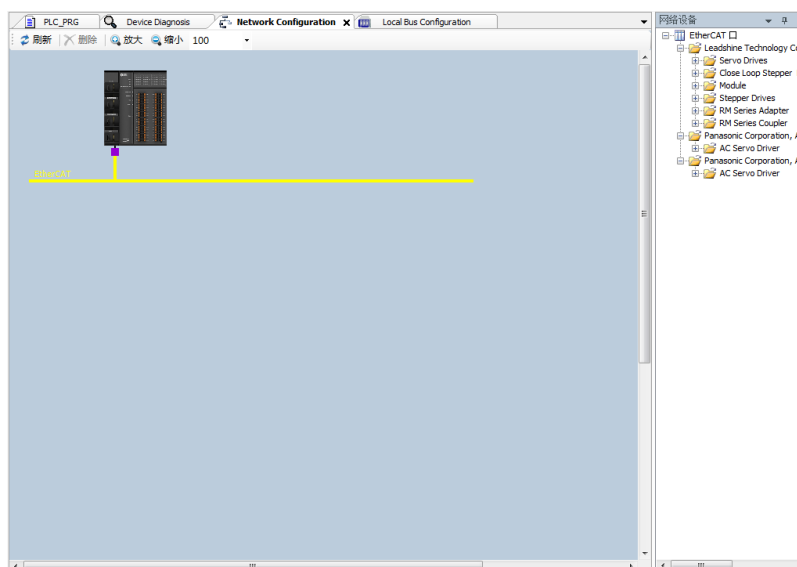 PLC_PRG Device Diagnosis Network Configuration Local Bus Configuration
刷新 删除 放大 缩小 100
EtherCAT
网络设备
EtherCAT 口
Leadshine Technology Co
Servo Drives
Close Loop Stepper
Module
Stepper Drives
RM Series Adapter
RM Series Coupler
Panasonic Corporation, A
AC Servo Driver
Panasonic Corporation, A
AC Servo Driver